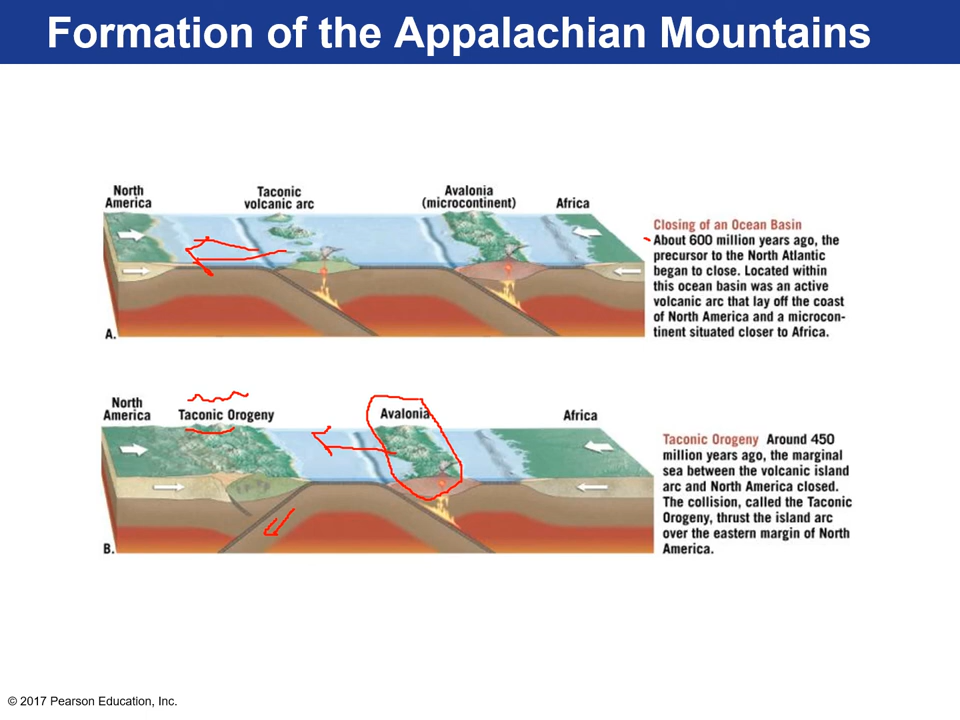 Formation of the Appalachian Mountains
North
America
Taconic
volcanic arc
Avalonia
(microcontinent)
Africa
Closing of an Ocean Basin
About 600 million years ago, the
precursor to the North Atlantic
began to close. Located within
this ocean basin was an active
volcanic arc that lay off the coast
of North America and a microcon-
tinent situated closer to Africa.
A.
North
America
Taconic Orogeny
Avalonia
Africa
Taconic Orogeny Around 450
million years ago, the marginal
sea between the volcanic island
arc and North America closed.
The collision, called the Taconic
Orogeny, thrust the island arc
over the eastern margin of North
America.
B.
© 2017 Pearson Education, Inc.